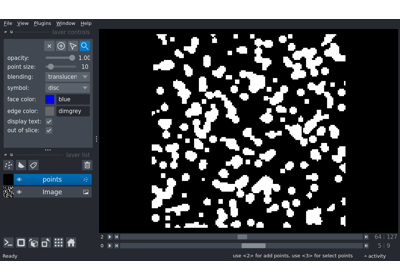 File View Plugins Window Help
layer controls
opacity: 1.00
point size: 10
blending: translucen
symbol: disc
face color: blue
edge color: dimgrey
display text:
out of slice:
layer list
points
Image
2 64 127
0 5 9
Ready use <2> for add points, use <3> for select points activity